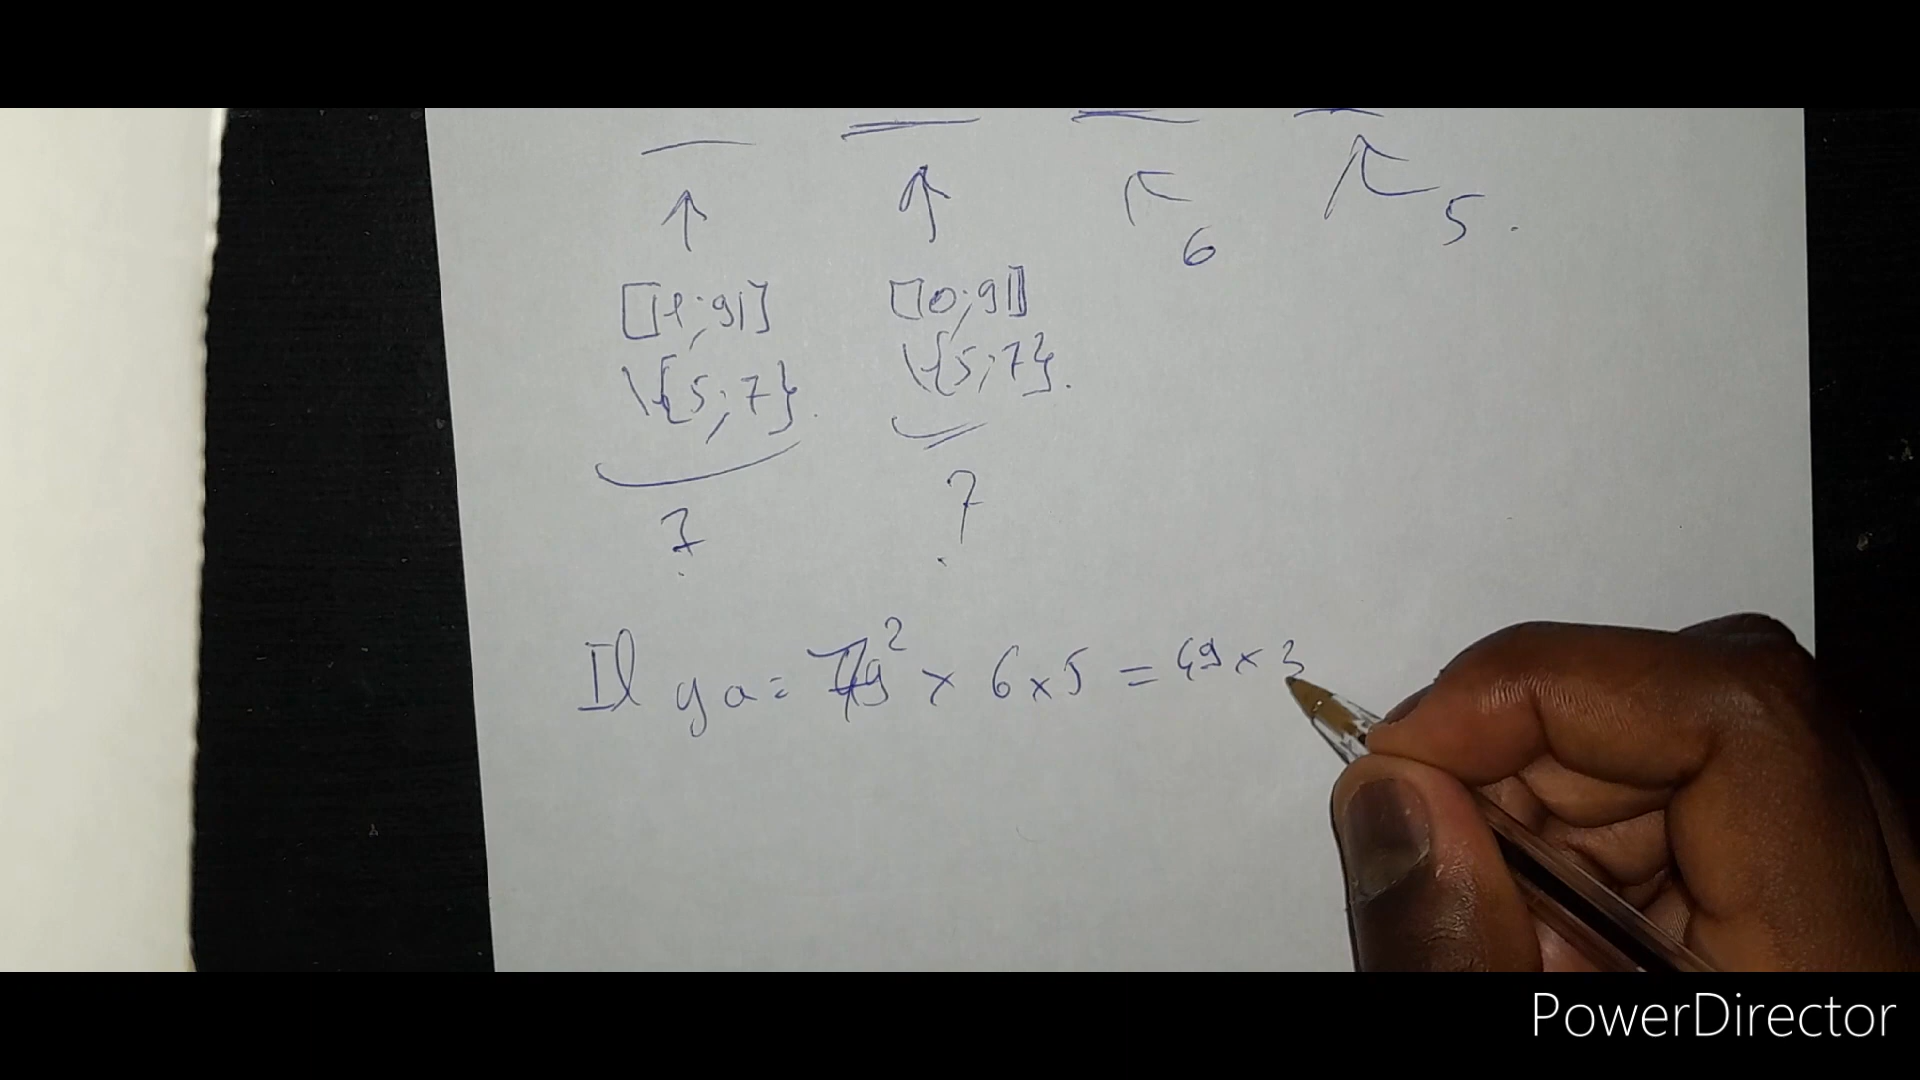 6 5.
[|1;9|] [|0;9|]
\{5;7}. \{5;7}.
7 7
Il y a = 7² × 6 × 5 = 49 × 3
PowerDirector